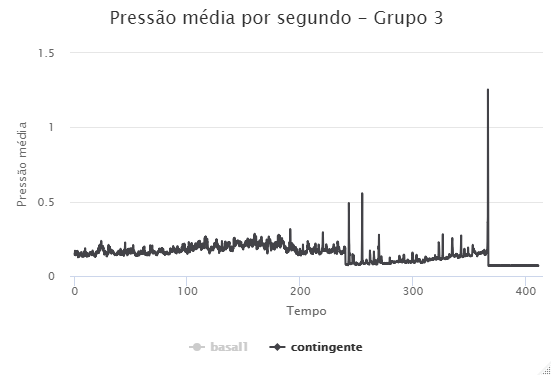 Pressão média por segundo - Grupo 3
1.5
1
0.5
0
Pressão média
0 100 200 300 400
Tempo
basal1 contingente